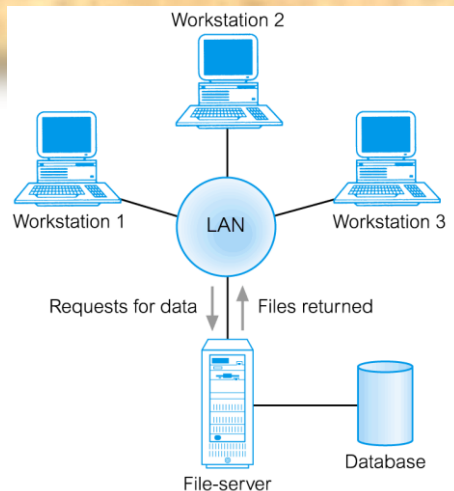 Workstation 2
Workstation 1
LAN
Workstation 3
Requests for data
Files returned
Database
File-server